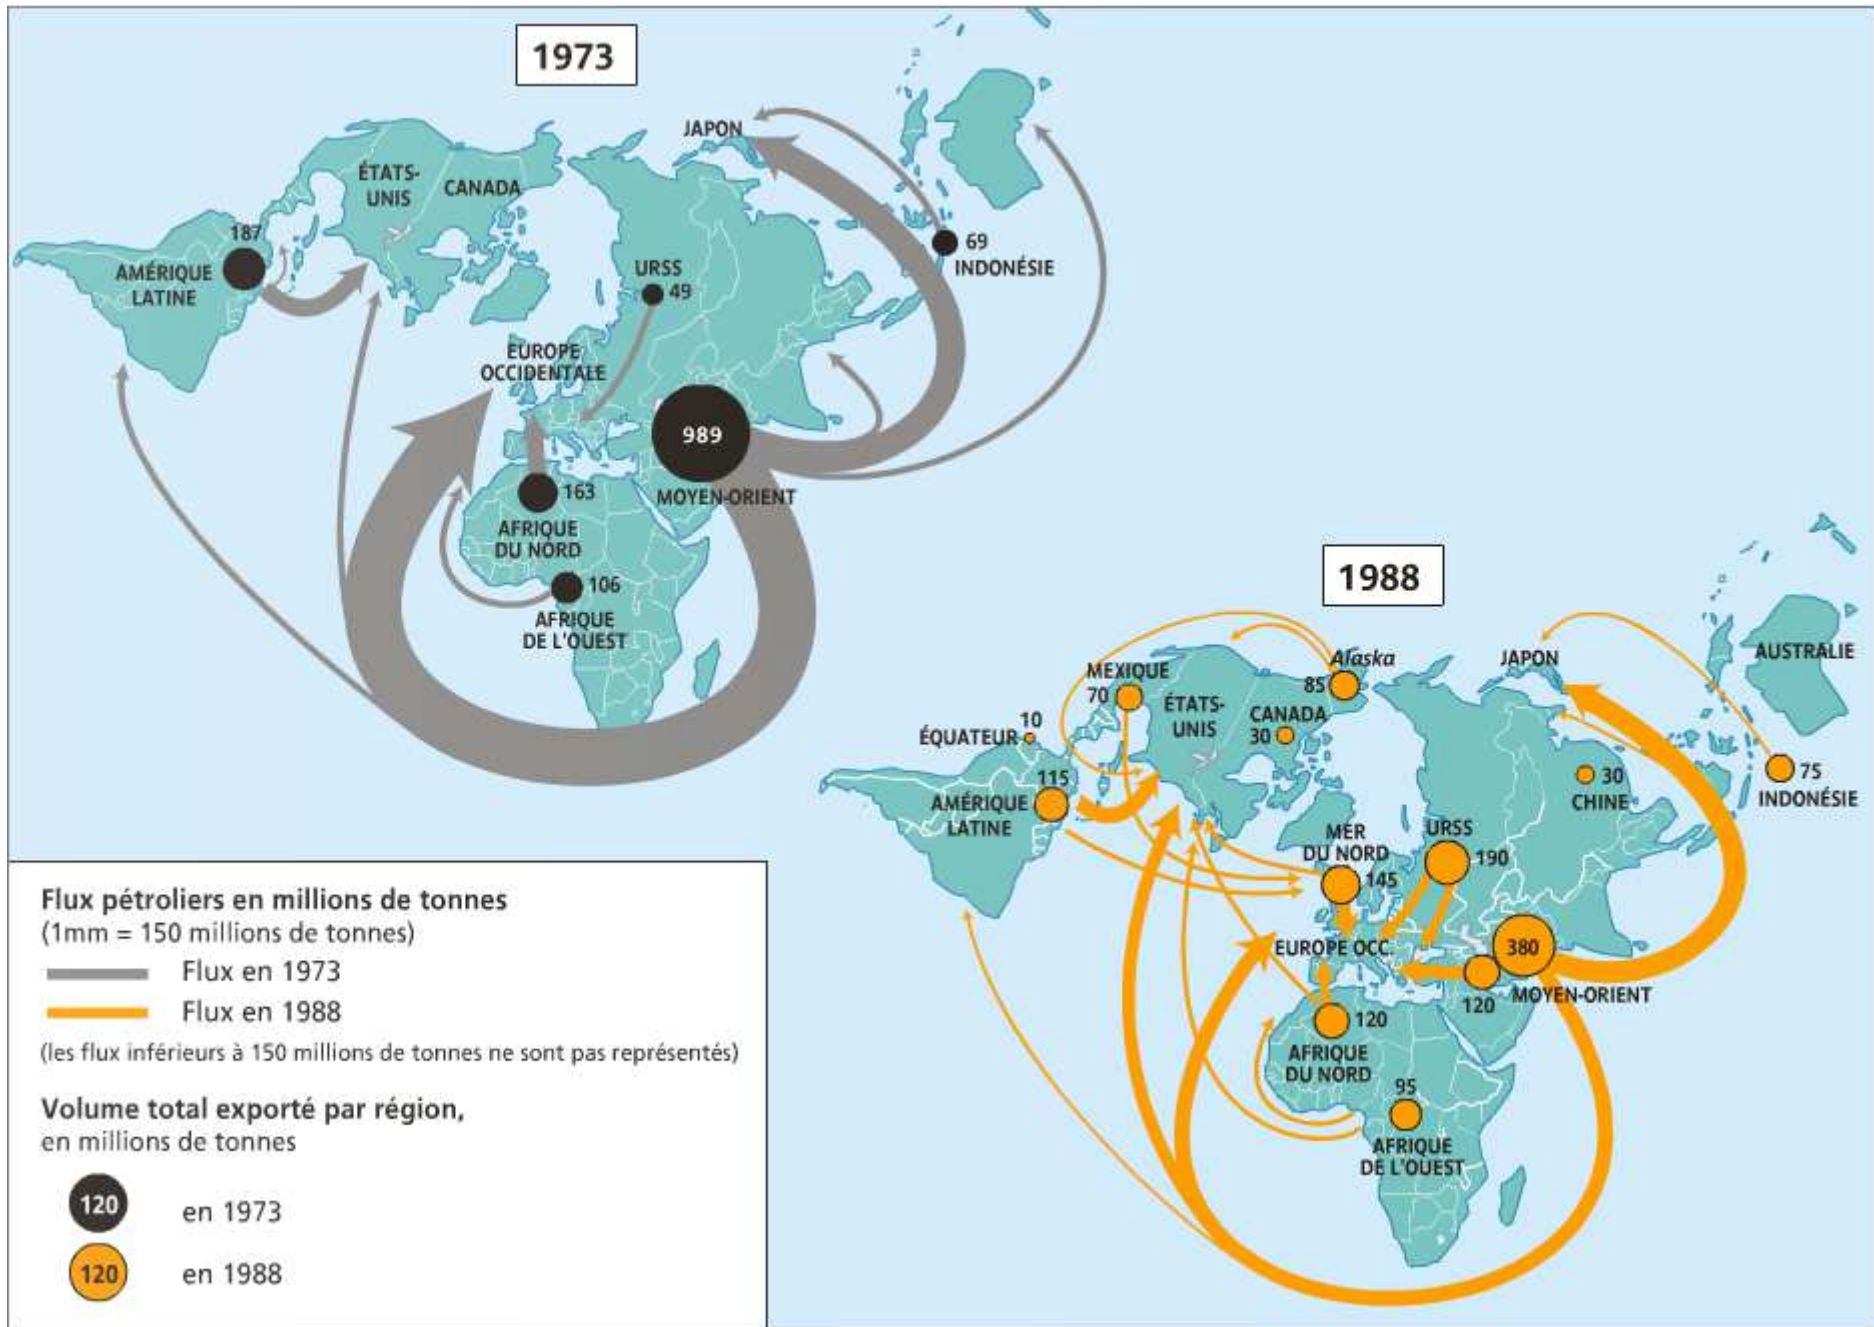 1973
JAPON
ÉTATS-
UNIS
CANADA
187
AMÉRIQUE
LATINE
URSS
49
69
INDONÉSIE
EUROPE
OCCIDENTALE
989
MOYEN-ORIENT
163
AFRIQUE
DU NORD
106
AFRIQUE
DE L'OUEST
1988
AUSTRALIE
JAPON
Alaska
85
MEXIQUE
70
ÉTATS-
UNIS
CANADA
30
10
ÉQUATEUR
115
AMÉRIQUE
LATINE
30
CHINE
75
INDONÉSIE
MER
DU NORD
145
URSS
190
EUROPE OCC.
380
120
MOYEN-ORIENT
120
AFRIQUE
DU NORD
95
AFRIQUE
DE L'OUEST
Flux pétroliers en millions de tonnes
(1mm = 150 millions de tonnes)
Flux en 1973
Flux en 1988
(les flux inférieurs à 150 millions de tonnes ne sont pas représentés)
Volume total exporté par région,
en millions de tonnes
120 en 1973
120 en 1988